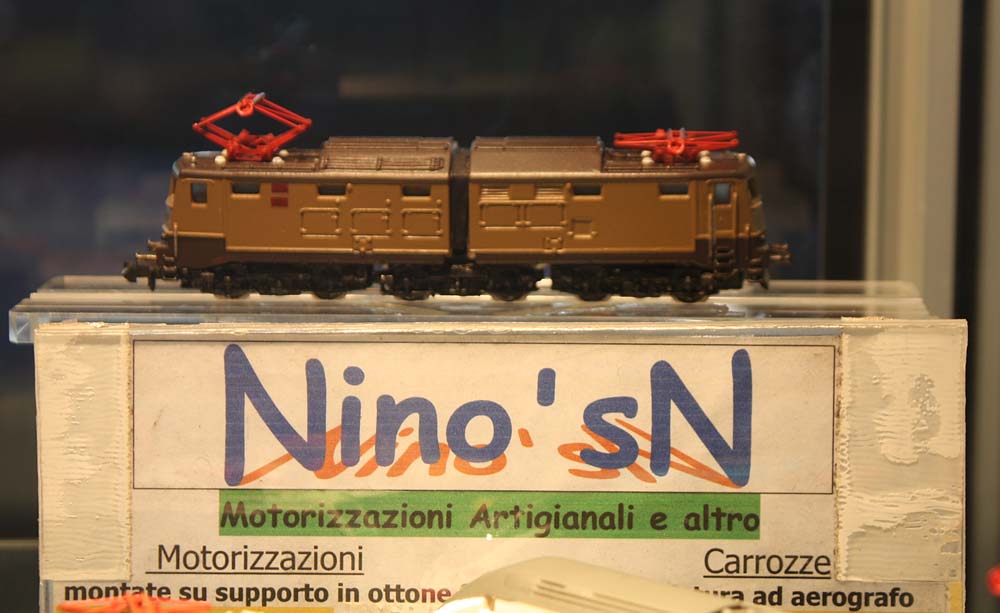 Nino'sN
Motorizzazioni Artigianali e altro
Motorizzazioni Carrozze
montate su supporto in ottone ad aerografo